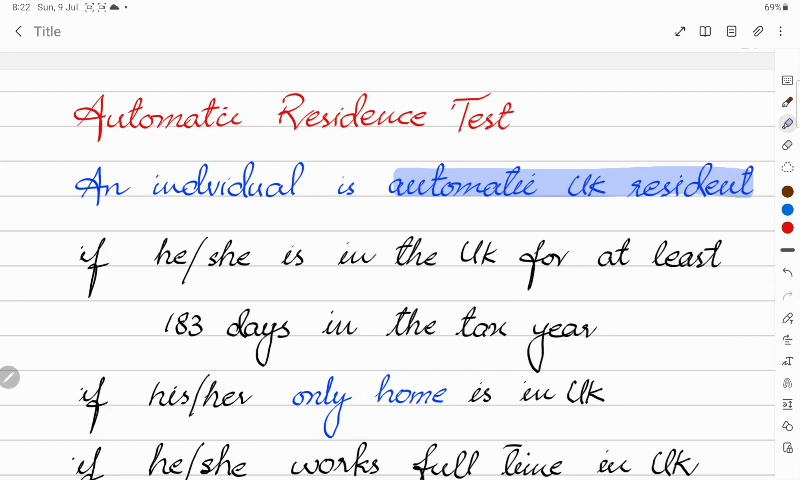 8:22 Sun, 9 Jul 69%
Title
Automatic Residence Test
An individual is automatic UK resident
if he/she is in the UK for at least
183 days in the tax year
if his/her only home is in UK
if he/she works full time in UK